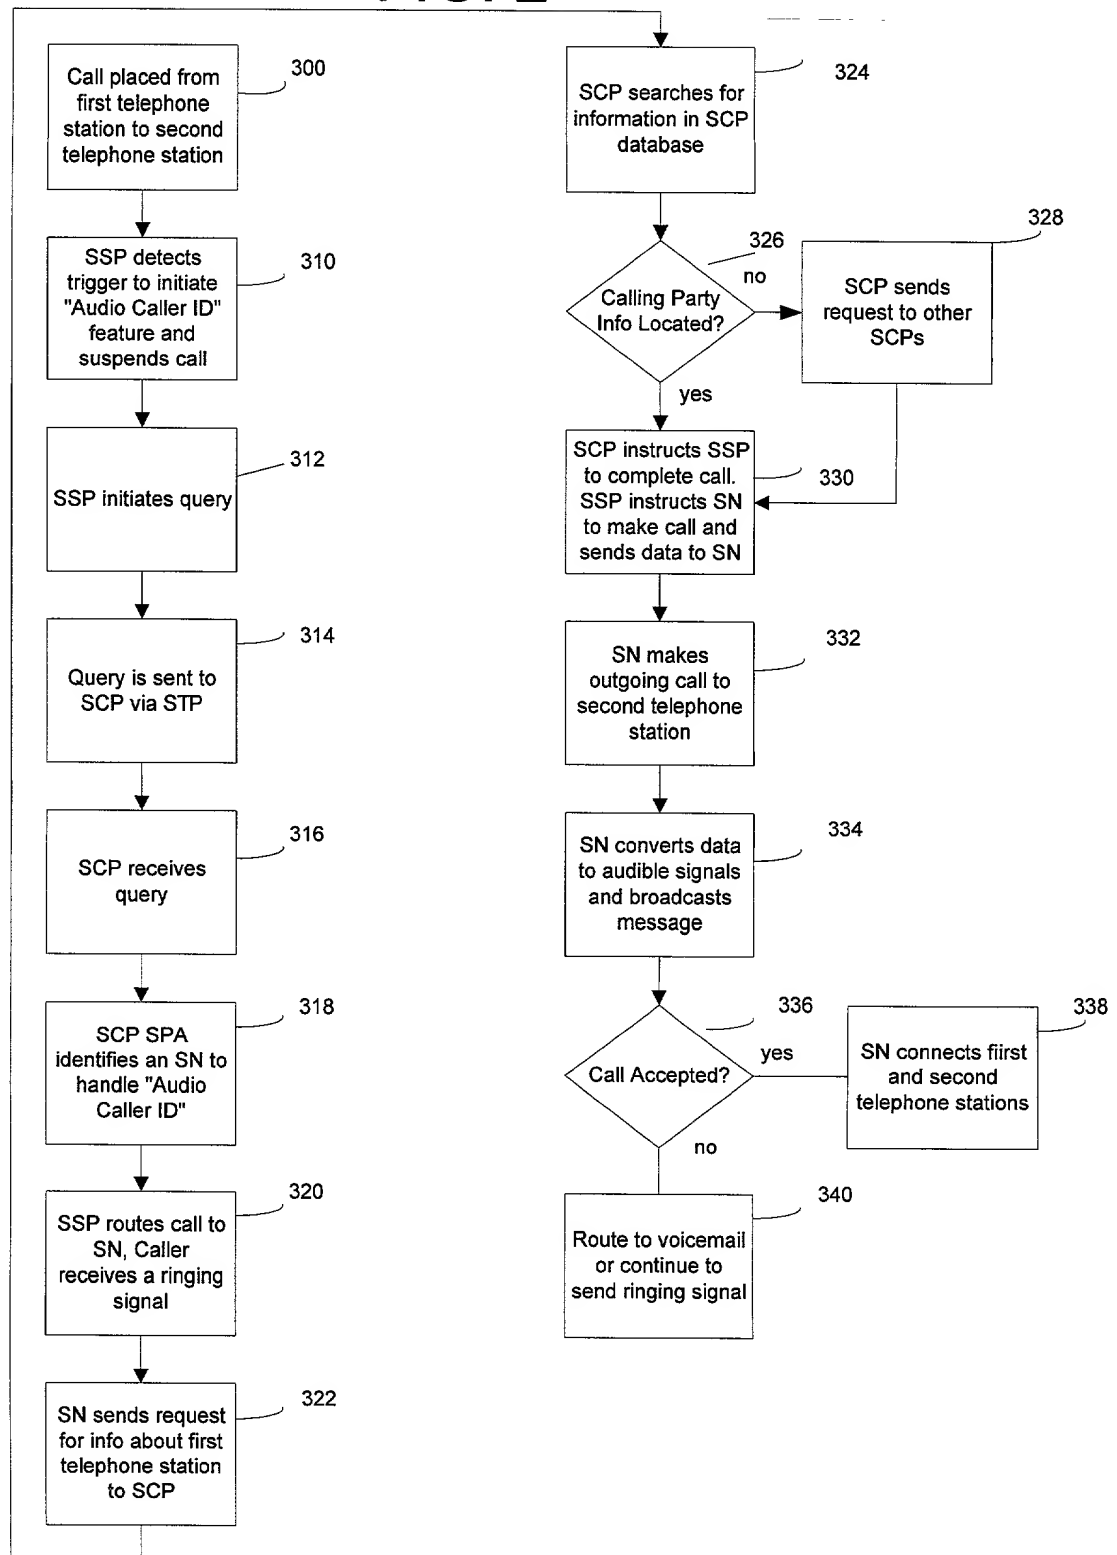 300
Call placed from
first telephone
station to second
telephone station
310
SSP detects
trigger to initiate
"Audio Caller ID"
feature and
suspends call
312
SSP initiates query
314
Query is sent to
SCP via STP
316
SCP receives
query
318
SCP SPA
identifies an SN to
handle "Audio
Caller ID"
320
SSP routes call to
SN, Caller
receives a ringing
signal
322
SN sends request
for info about first
telephone station
to SCP
324
SCP searches for
information in SCP
database
326
Calling Party
Info Located?
no
yes
328
SCP sends
request to other
SCPs
330
SCP instructs SSP
to complete call.
SSP instructs SN
to make call and
sends data to SN
332
SN makes
outgoing call to
second telephone
station
334
SN converts data
to audible signals
and broadcasts
message
336
Call Accepted?
yes
no
338
SN connects fiirst
and second
telephone stations
340
Route to voicemail
or continue to
send ringing signal